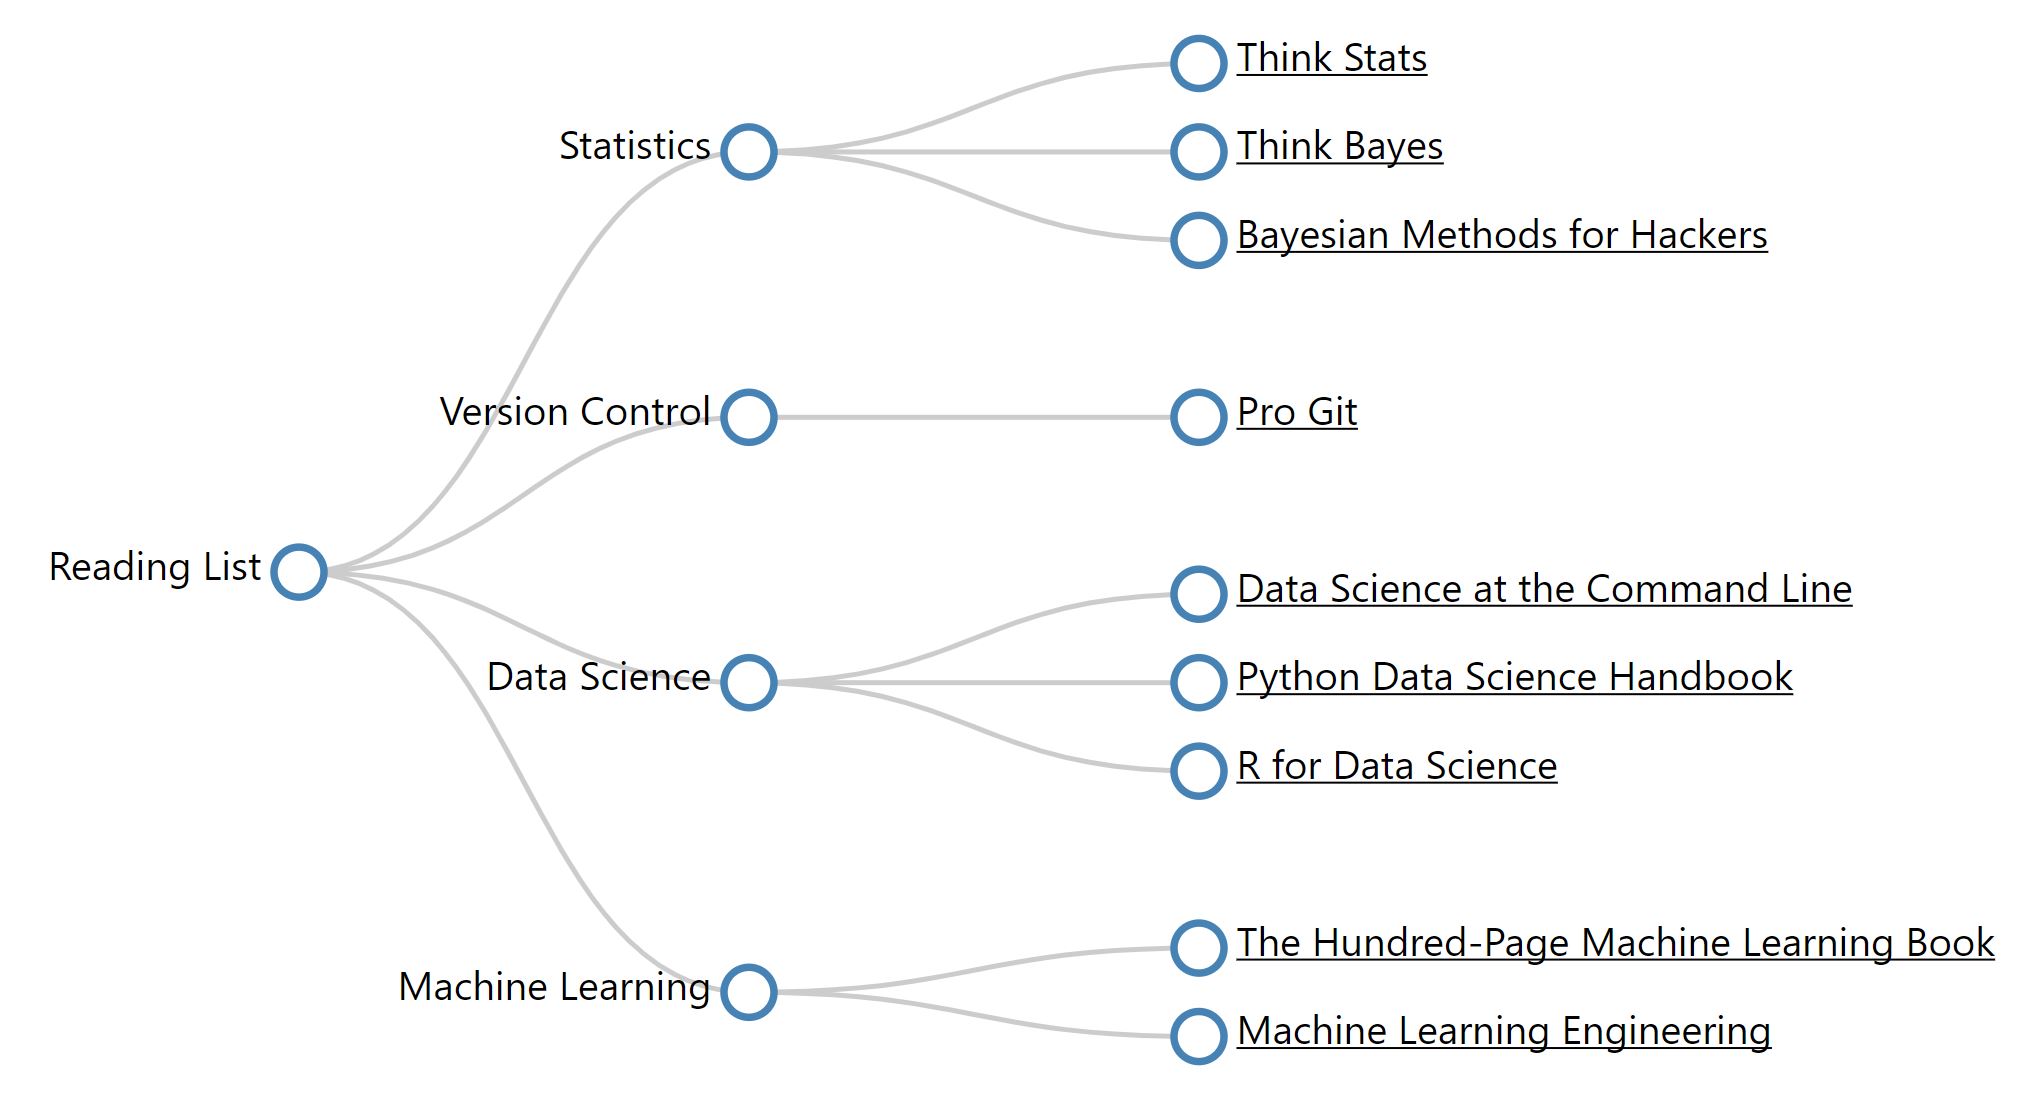 Reading List
Statistics
Think Stats
Think Bayes
Bayesian Methods for Hackers
Version Control
Pro Git
Data Science
Data Science at the Command Line
Python Data Science Handbook
R for Data Science
Machine Learning
The Hundred-Page Machine Learning Book
Machine Learning Engineering